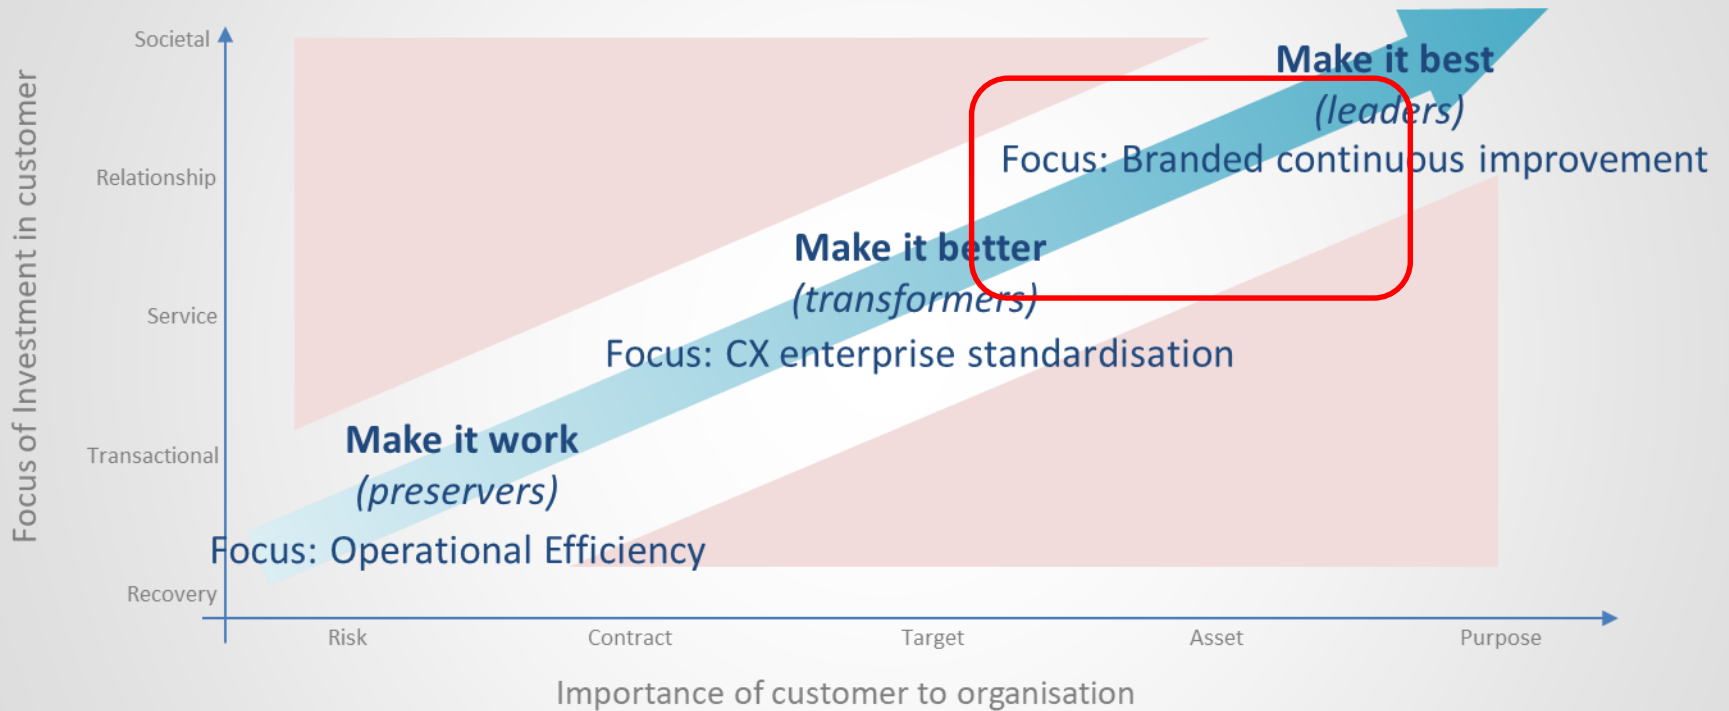 Societal
Make it best
(leaders)
Relationship
Focus: Branded continuous improvement
Make it better
(transformers)
Service
Focus: CX enterprise standardisation
Make it work
(preservers)
Transactional
Focus: Operational Efficiency
Recovery
Focus of Investment in customer
Risk
Contract
Target
Asset
Purpose
Importance of customer to organisation